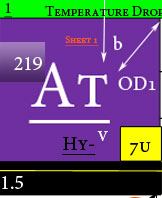 1 Temperature Drop
Sheet 1
b
219
At OD1
Hy- v
7U
1.5